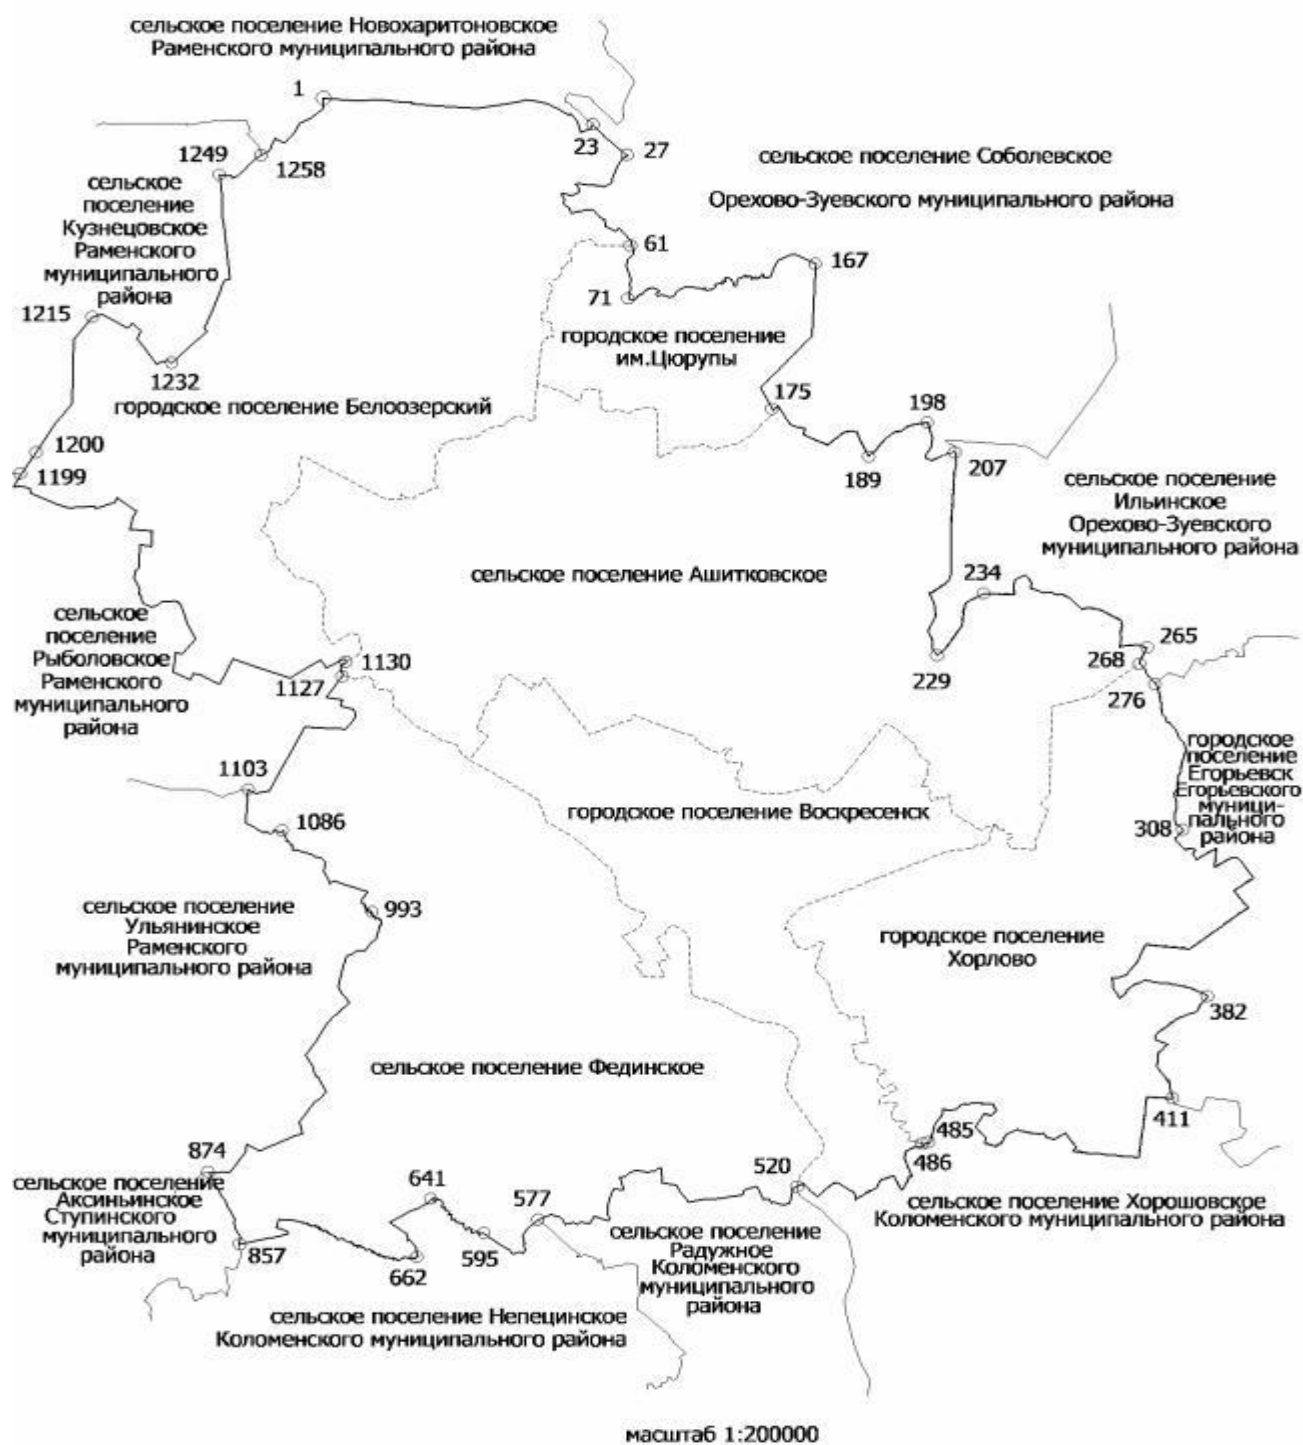 сельское поселение Новохаритоновское
Раменского муниципального района
1
23
27
1249
1258
сельское поселение Соболевское
Орехово-Зуевского муниципального района
сельское
поселение
Кузнецовское
Раменского
муниципального
района
61
167
71
1215
городское поселение
им.Цюрупы
1232
городское поселение Белоозерский
175
198
1200
1199
189
207
сельское поселение
Ильинское
Орехово-Зуевского
муниципального района
сельское поселение Ашитковское
234
сельское
поселение
Рыболовское
Раменского
муниципального
района
1130
1127
229
265
268
276
1103
городское
поселение
Егорьевск
Егорьевского
муници-
пального
района
городское поселение Воскресенск
1086
308
993
сельское поселение
Ульянинское
Раменского
муниципального района
городское поселение
Хорлово
382
сельское поселение Фединское
411
485
486
874
520
641
577
сельское поселение
Аксиньинское
Ступинского
муниципального
района
сельское поселение Хорошовское
Коломенского муниципального района
857
662
595
сельское поселение
Радужное
Коломенского
муниципального
района
сельское поселение Непецинское
Коломенского муниципального района
масштаб 1:200000